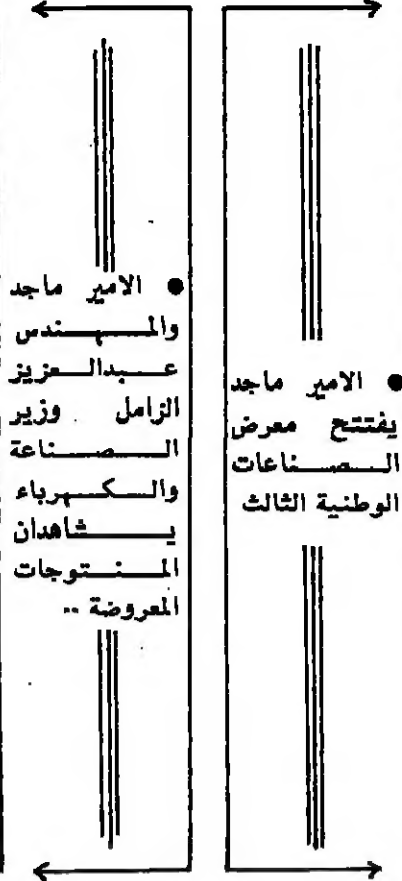 ● الامير ماجد
يفتتح معرض
الصناعات
الوطنية الثالث
● الامير ماجد
والمهندس
عبدالعزيز
الزامل وزير
الصناعة
والكهرباء
يشاهدان
المنتوجات
المعروضة ..